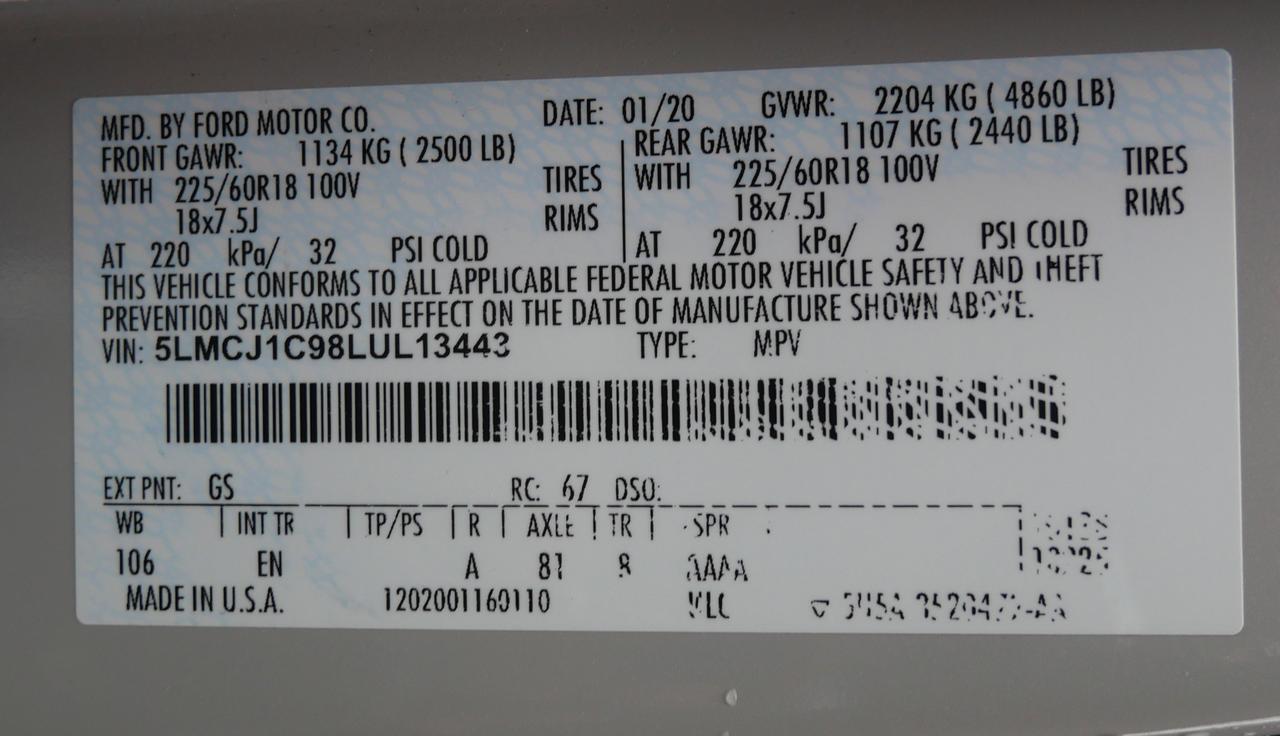 MFD. BY FORD MOTOR CO. DATE: 01/20 GVWR: 2204 KG ( 4860 LB)
FRONT GAWR: 1134 KG ( 2500 LB) REAR GAWR: 1107 KG ( 2440 LB)
WITH 225/60R18 100V TIRES WITH 225/60R18 100V TIRES
18x7.5J RIMS 18x7.5J RIMS
AT 220 kPa/ 32 PSI COLD AT 220 kPa/ 32 PSI COLD
THIS VEHICLE CONFORMS TO ALL APPLICABLE FEDERAL MOTOR VEHICLE SAFETY AND THEFT
PREVENTION STANDARDS IN EFFECT ON THE DATE OF MANUFACTURE SHOWN ABOVE.
VIN: 5LMCJ1C98LUL13443 TYPE: MPV
EXT PNT: GS RC: 67 DSO:
WB INT TR TP/PS R AXLE TR SPR
106 EN A 81 8 AAAA
MADE IN U.S.A. 1202001160110